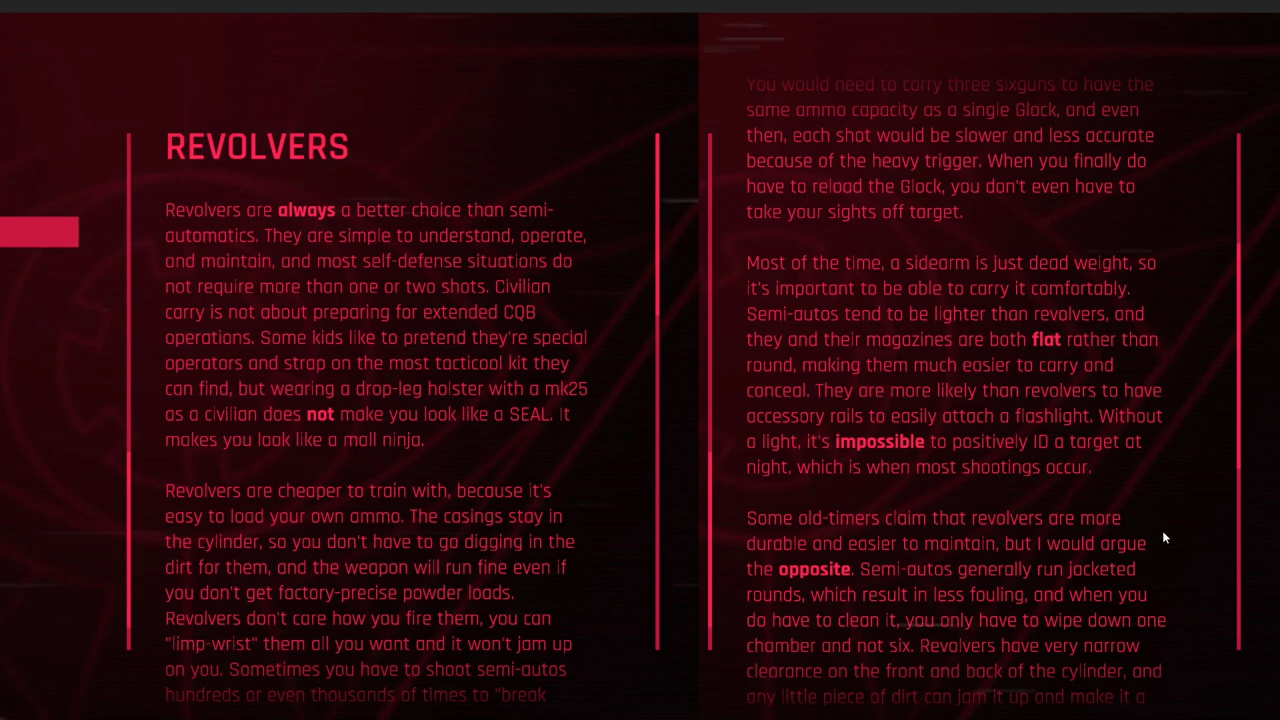 REVOLVERS
Revolvers are always a better choice than semi-
automatics. They are simple to understand, operate,
and maintain, and most self-defense situations do
not require more than one or two shots. Civilian
carry is not about preparing for extended CQB
operations. Some kids like to pretend they're special
operators and strap on the most tacticool kit they
can find, but wearing a drop-leg holster with a mk25
as a civilian does not make you look like a SEAL. It
makes you look like a mall ninja.
Revolvers are cheaper to train with, because it's
easy to load your own ammo. The casings stay in
the cylinder, so you don't have to go digging in the
dirt for them, and the weapon will run fine even if
you don't get factory-precise powder loads.
Revolvers don't care how you fire them, you can
"limp-wrist" them all you want and it won't jam up
on you. Sometimes you have to shoot semi-autos
hundreds or even thousands of times to "break
You would need to carry three sixguns to have the
same ammo capacity as a single Glock, and even
then, each shot would be slower and less accurate
because of the heavy trigger. When you finally do
have to reload the Glock, you don't even have to
take your sights off target.
Most of the time, a sidearm is just dead weight, so
it's important to be able to carry it comfortably.
Semi-autos tend to be lighter than revolvers, and
they and their magazines are both flat rather than
round, making them much easier to carry and
conceal. They are more likely than revolvers to have
accessory rails to easily attach a flashlight. Without
a light, it's impossible to positively ID a target at
night, which is when most shootings occur.
Some old-timers claim that revolvers are more
durable and easier to maintain, but I would argue
the opposite. Semi-autos generally run jacketed
rounds, which result in less fouling, and when you
do have to clean it, you only have to wipe down one
chamber and not six. Revolvers have very narrow
clearance on the front and back of the cylinder, and
any little piece of dirt can jam it up and make it a